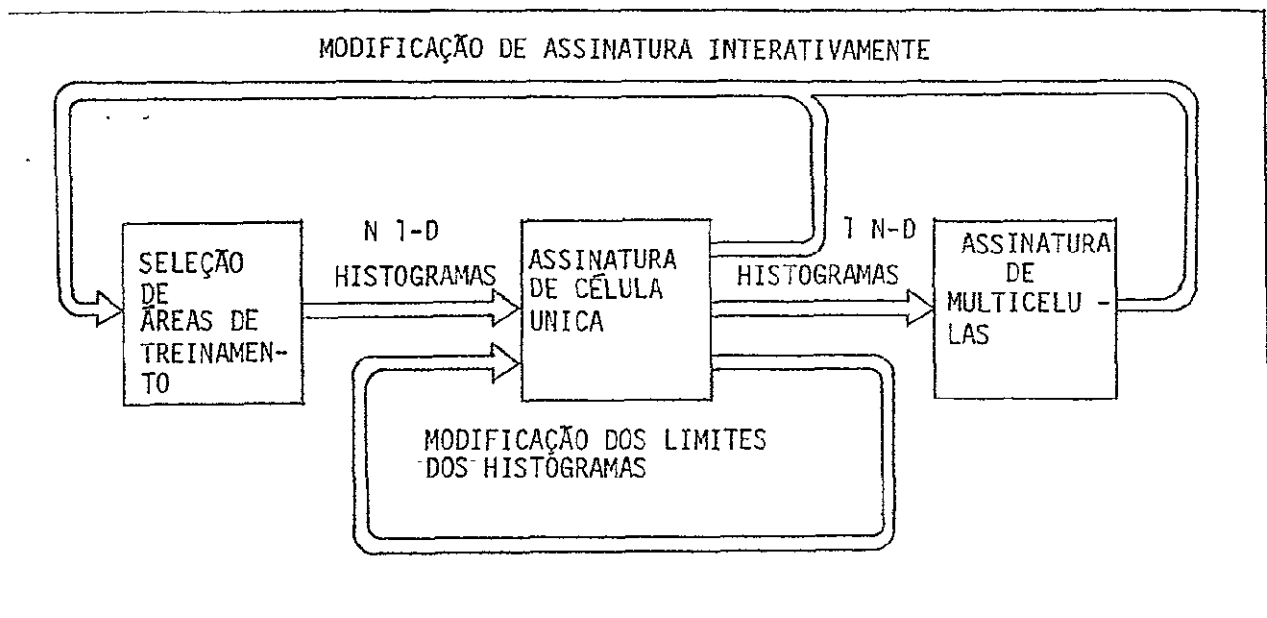 MODIFICAÇÃO DE ASSINATURA INTERATIVAMENTE
SELEÇÃO
DE
ÁREAS DE
TREINAMEN-
TO
N 1-D
HISTOGRAMAS
ASSINATURA
DE CÉLULA
UNICA
1 N-D
HISTOGRAMAS
ASSINATURA
DE
MULTICELU -
LAS
MODIFICAÇÃO DOS LIMITES
DOS HISTOGRAMAS